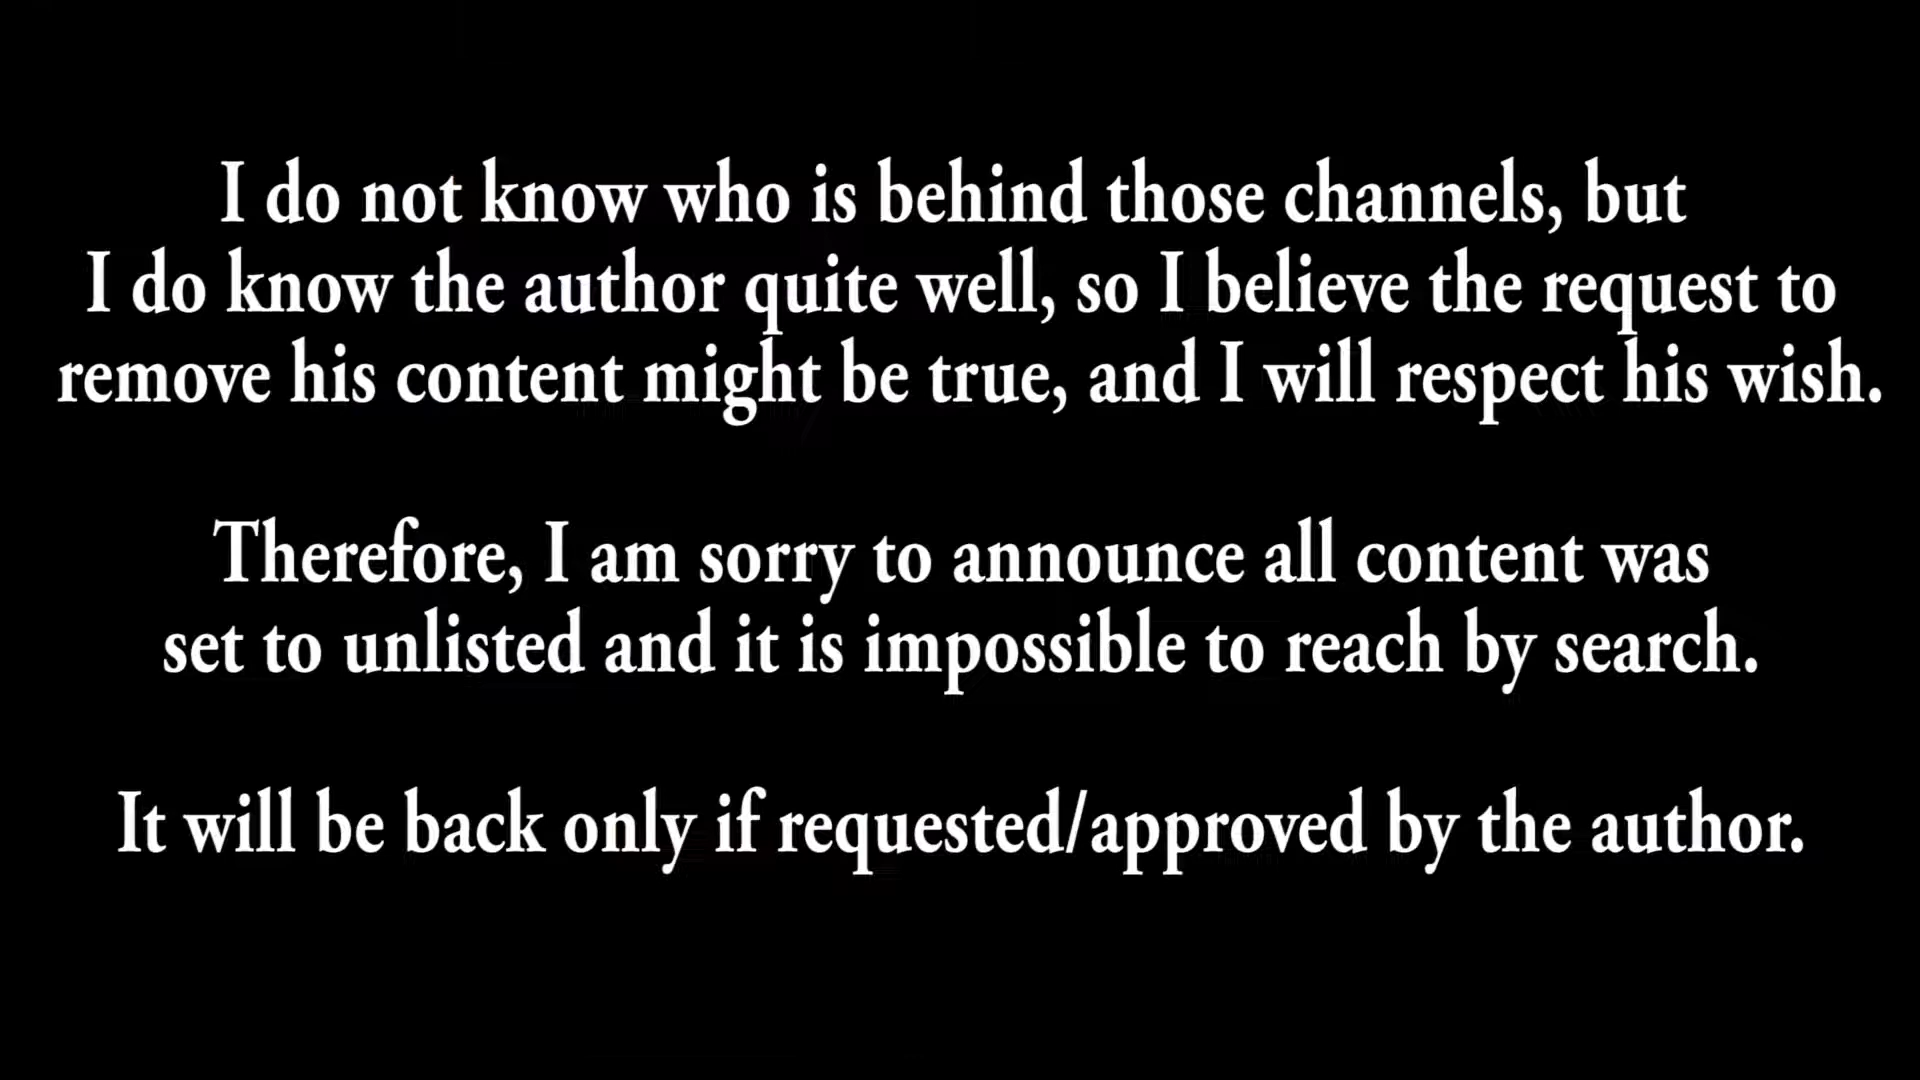 I do not know who is behind those channels, but
I do know the author quite well, so I believe the request to
remove his content might be true, and I will respect his wish.
Therefore, I am sorry to announce all content was
set to unlisted and it is impossible to reach by search.
It will be back only if requested/approved by the author.